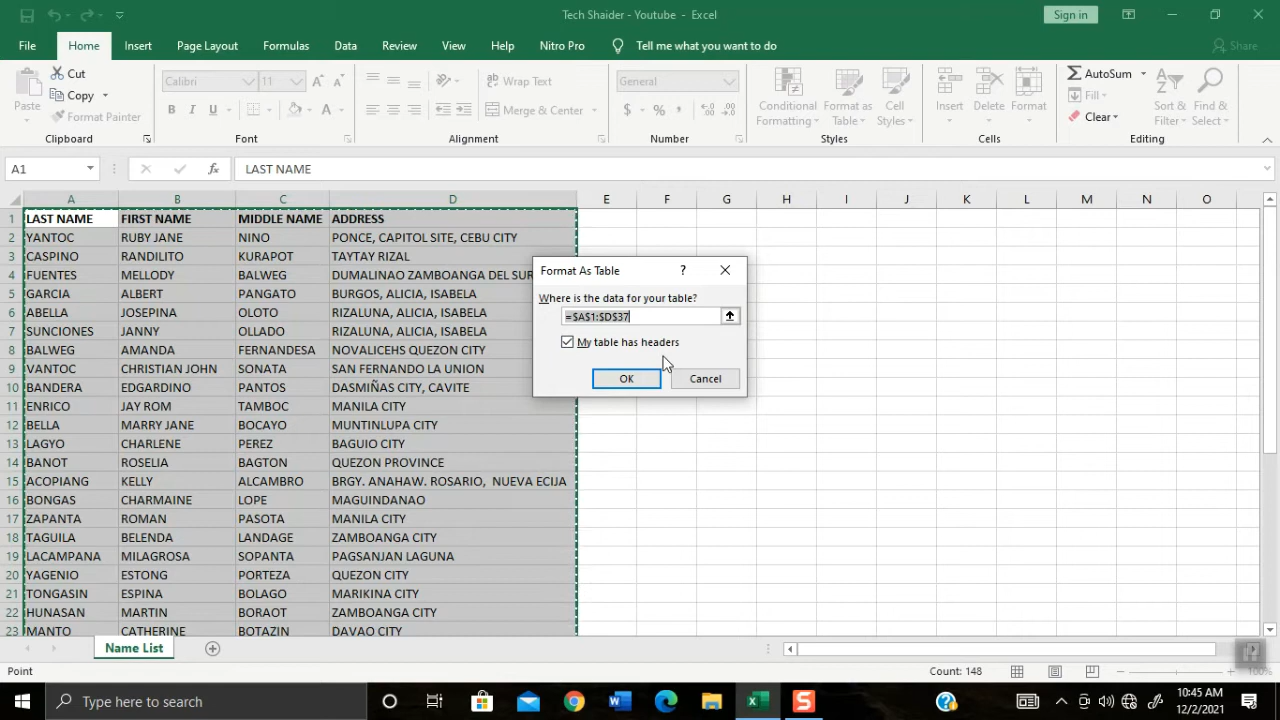 Tech Shaider - Youtube - Excel
Sign in
File Home Insert Page Layout Formulas Data Review View Help Nitro Pro Tell me what you want to do Share
Paste
Cut
Copy
Format Painter
Clipboard
Calibri 11
B I U
A
Font
Wrap Text
Merge & Center
Alignment
General
$ % ,
Number
Conditional Formatting
Format as Table
Cell Styles
Styles
Insert Delete Format
Cells
AutoSum
Fill
Clear
Sort & Filter
Find & Select
Editing
A1 fx LAST NAME
A B C D E F G H I J K L M N O
1 LAST NAME FIRST NAME MIDDLE NAME ADDRESS
2 YANTOC RUBY JANE NINO PONCE, CAPITOL SITE, CEBU CITY
3 CASPINO RANDILITO KURAPOT TAYTAY RIZAL
4 FUENTES MELLODY BALWEG DUMALINAO ZAMBOANGA DEL SUR
5 GARCIA ALBERT PANGATO BURGOS, ALICIA, ISABELA
6 ABELLA JOSEPINA OLOTO RIZALUNA, ALICIA, ISABELA
7 SUNCIONES JANNY OLLADO RIZALUNA, ALICIA, ISABELA
8 BALWEG AMANDA FERNANDESA NOVALICEHS QUEZON CITY
9 VANTOC CHRISTIAN JOHN SONATA SAN FERNANDO LA UNION
10 BANDERA EDGARDINO PANTOS DASMIÑAS CITY, CAVITE
11 ENRICO JAY ROM TAMBOC MANILA CITY
12 BELLA MARRY JANE BOCAYO MUNTINLUPA CITY
13 LAGYO CHARLENE PEREZ BAGUIO CITY
14 BANOT ROSELIA BAGTON QUEZON PROVINCE
15 ACOPIANG KELLY ALCAMBRO BRGY. ANAHAW. ROSARIO, NUEVA ECIJA
16 BONGAS CHARMAINE LOPE MAGUINDANAO
17 ZAPANTA ROMAN PASOTA MANILA CITY
18 TAGUILA BELENDA LANDAGE ZAMBOANGA CITY
19 LACAMPANA MILAGROSA SOPANTA PAGSANJAN LAGUNA
20 YAGENIO ESTONG PORTEZA QUEZON CITY
21 TONGASIN ESPINA BOLAGO MARIKINA CITY
22 HUNASAN MARTIN BORAOT ZAMBOANGA CITY
23 MANTO CATHERINE BOTAZIN DAVAO CITY
Format As Table ?
Where is the data for your table?
=$A$1:$D$37
My table has headers
OK Cancel
Name List
Point Count: 148 100%
Type here to search
10:45 AM
12/2/2021